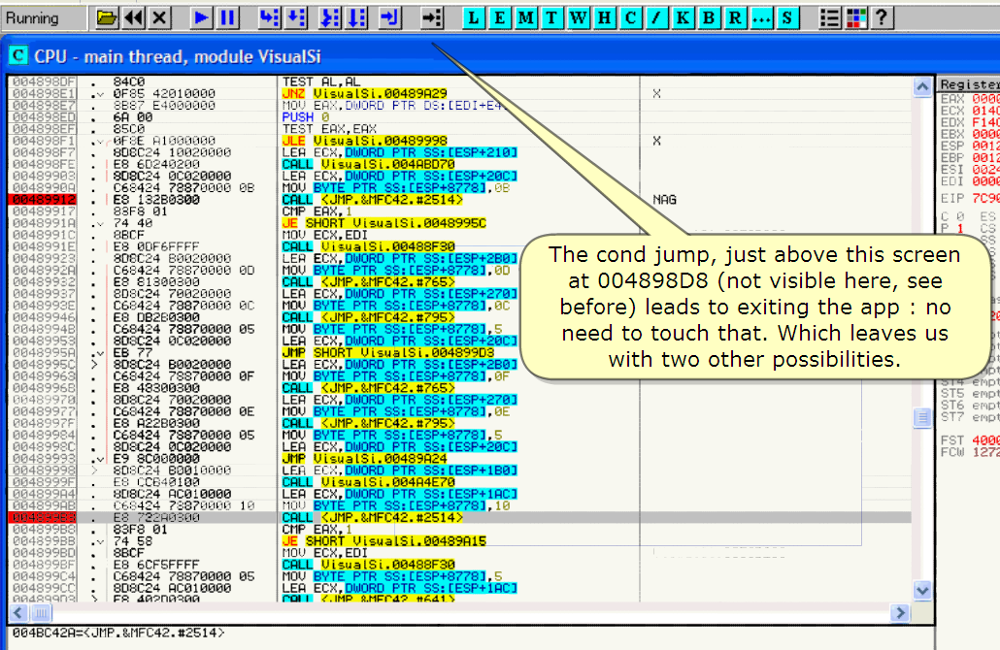 Running
L E M T W H C / K B R ... S
?
C CPU - main thread, module VisualSi
004898DF . 84C0 TEST AL,AL
004898E1 .v 0F85 42010000 JNZ VisualSi.00489A29 X
004898E7 . 8B87 E4000000 MOV EAX,DWORD PTR DS:[EDI+E4
004898ED . 6A 00 PUSH 0
004898EF . 85C0 TEST EAX,EAX
004898F1 .v 0F8E A1000000 JLE VisualSi.00489998 X
004898F7 . 8D8C24 10020000 LEA ECX,DWORD PTR SS:[ESP+210]
004898FE . E8 6D240200 CALL VisualSi.004ABD70
00489903 . 8D8C24 0C020000 LEA ECX,DWORD PTR SS:[ESP+20C]
0048990A . C68424 78870000 0B MOV BYTE PTR SS:[ESP+8778],0B
00489912 . E8 132B0300 CALL <JMP.&MFC42.#2514> NAG
00489917 . 83F8 01 CMP EAX,1
0048991A .v 74 40 JE SHORT VisualSi.0048995C
0048991C . 8BCF MOV ECX,EDI
0048991E . E8 0DF6FFFF CALL VisualSi.00488F30
00489923 . 8D8C24 B0020000 LEA ECX,DWORD PTR SS:[ESP+2B0]
0048992A . C68424 78870000 0D MOV BYTE PTR SS:[ESP+8778],0D
00489932 . E8 81300300 CALL <JMP.&MFC42.#765>
00489937 . 8D8C24 70020000 LEA ECX,DWORD PTR SS:[ESP+270]
0048993E . C68424 78870000 0C MOV BYTE PTR SS:[ESP+8778],0C
00489946 . E8 DB2B0300 CALL <JMP.&MFC42.#795>
0048994B . C68424 78870000 05 MOV BYTE PTR SS:[ESP+8778],5
00489953 . 8D8C24 0C020000 LEA ECX,DWORD PTR SS:[ESP+20C]
0048995A .v EB 77 JMP SHORT VisualSi.004899D3
0048995C > 8D8C24 B0020000 LEA ECX,DWORD PTR SS:[ESP+2B0]
00489963 . C68424 78870000 0F MOV BYTE PTR SS:[ESP+8778],0F
0048996B . E8 48300300 CALL <JMP.&MFC42.#765>
00489970 . 8D8C24 70020000 LEA ECX,DWORD PTR SS:[ESP+270]
00489977 . C68424 78870000 0E MOV BYTE PTR SS:[ESP+8778],0E
0048997F . E8 A22B0300 CALL <JMP.&MFC42.#795>
00489984 . C68424 78870000 05 MOV BYTE PTR SS:[ESP+8778],5
0048998C . 8D8C24 0C020000 LEA ECX,DWORD PTR SS:[ESP+20C]
00489993 .v E9 8C000000 JMP VisualSi.00489A24
00489998 > 8D8C24 B0010000 LEA ECX,DWORD PTR SS:[ESP+1B0]
0048999F . E8 CCB40100 CALL VisualSi.004A4E70
004899A4 . 8D8C24 AC010000 LEA ECX,DWORD PTR SS:[ESP+1AC]
004899AB . C68424 78870000 10 MOV BYTE PTR SS:[ESP+8778],10
004899B3 . E8 722A0300 CALL <JMP.&MFC42.#2514>
004899B8 . 83F8 01 CMP EAX,1
004899BB .v 74 58 JE SHORT VisualSi.00489A15
004899BD . 8BCF MOV ECX,EDI
004899BF . E8 6CF5FFFF CALL VisualSi.00488F30
004899C4 . C68424 78870000 05 MOV BYTE PTR SS:[ESP+8778],5
004899CC . 8D8C24 AC010000 LEA ECX,DWORD PTR SS:[ESP+1AC]
004899D3 > E8 402D0300 CALL <JMP.&MFC42.#641>
004BC42A=<JMP.&MFC42.#2514>
The cond jump, just above this screen
at 004898D8 (not visible here, see
before) leads to exiting the app : no
need to touch that. Which leaves us
with two other possibilities.
Register
EAX 0000
ECX 0140
EDX F140
EBX 0000
ESP 0012
EBP 0012
ESI 0024
EDI 0000
EIP 7C90
C 0 ES
P 1 CS
ST4 empt
ST5 empt
ST6 empt
ST7 empt
FST 4000
FCW 1272